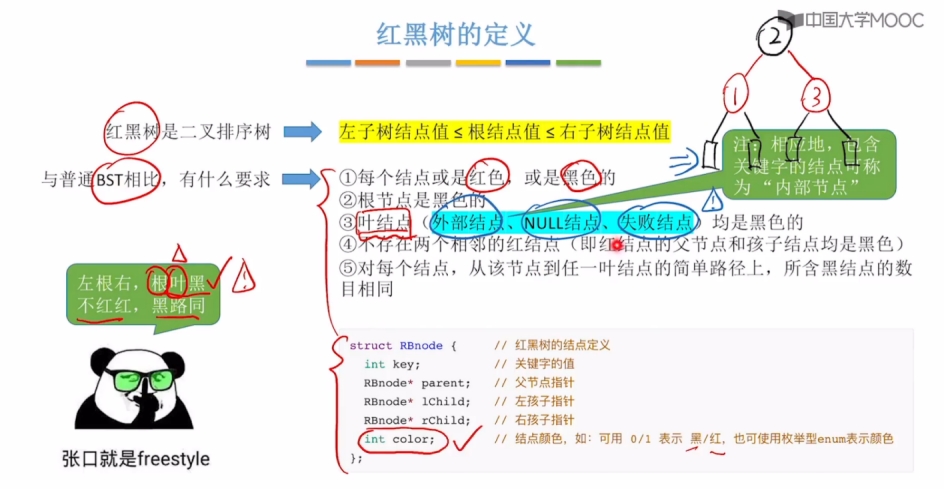 中国大学MOOC
红黑树的定义
②
① ③
红黑树是二叉排序树
左子树结点值 ≤ 根结点值 ≤ 右子树结点值
注：相应地，包含
关键字的结点可称
为“内部节点”
与普通BST相比，有什么要求
①每个结点或是红色，或是黑色的
②根节点是黑色的
③叶结点（外部结点、NULL结点、失败结点）均是黑色的
④不存在两个相邻的红结点（即红结点的父节点和孩子结点均是黑色）
⑤对每个结点，从该节点到任一叶结点的简单路径上，所含黑结点的数
目相同
左根右，根叶黑
不红红，黑路同
张口就是freestyle
struct RBnode { // 红黑树的结点定义
int key; // 关键字的值
RBnode* parent; // 父节点指针
RBnode* lChild; // 左孩子指针
RBnode* rChild; // 右孩子指针
int color; // 结点颜色，如：可用 0/1 表示 黑/红，也可使用枚举型enum表示颜色
};